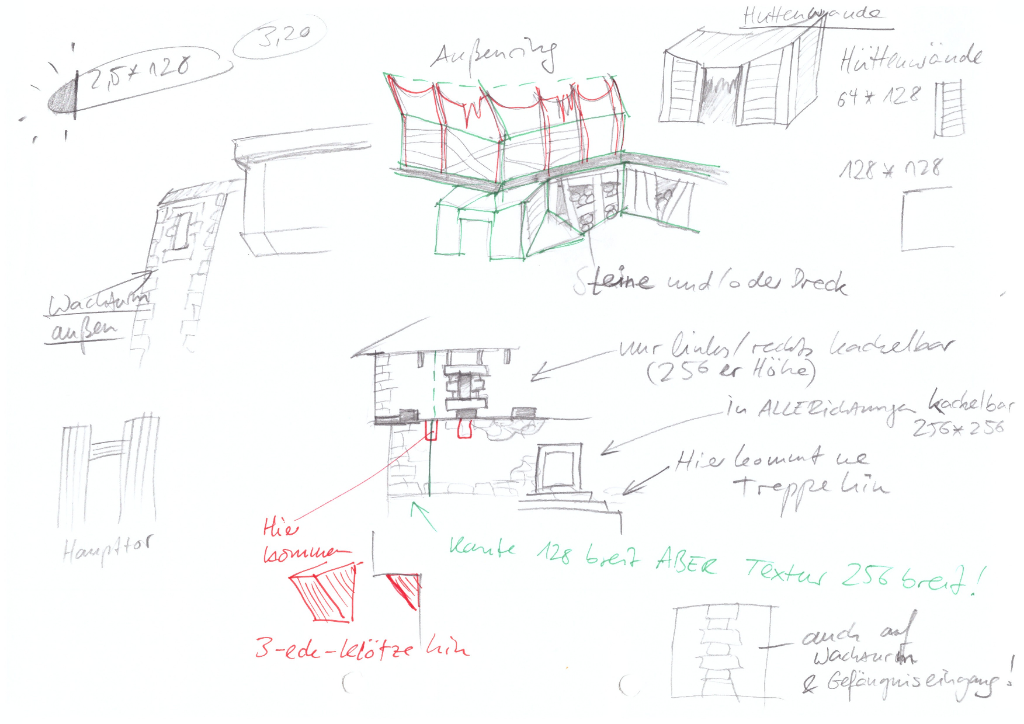 Hüttenwände
3,20
2,5 * 128
Außenring
Hüttenwände
64 * 128
128 * 128
Steine und/oder Dreck
Wachturm
außen
nur links/rechts kachelbar
(256er Höhe)
in ALLE Richtungen kachelbar
256*256
Hier kommt ne
Treppe hin
Haupttor
Hier
kommen
3-eck-klötze hin
Kante 128 breit ABER Textur 256 breit!
auch auf
Wachturm
& Gefängniseingang!